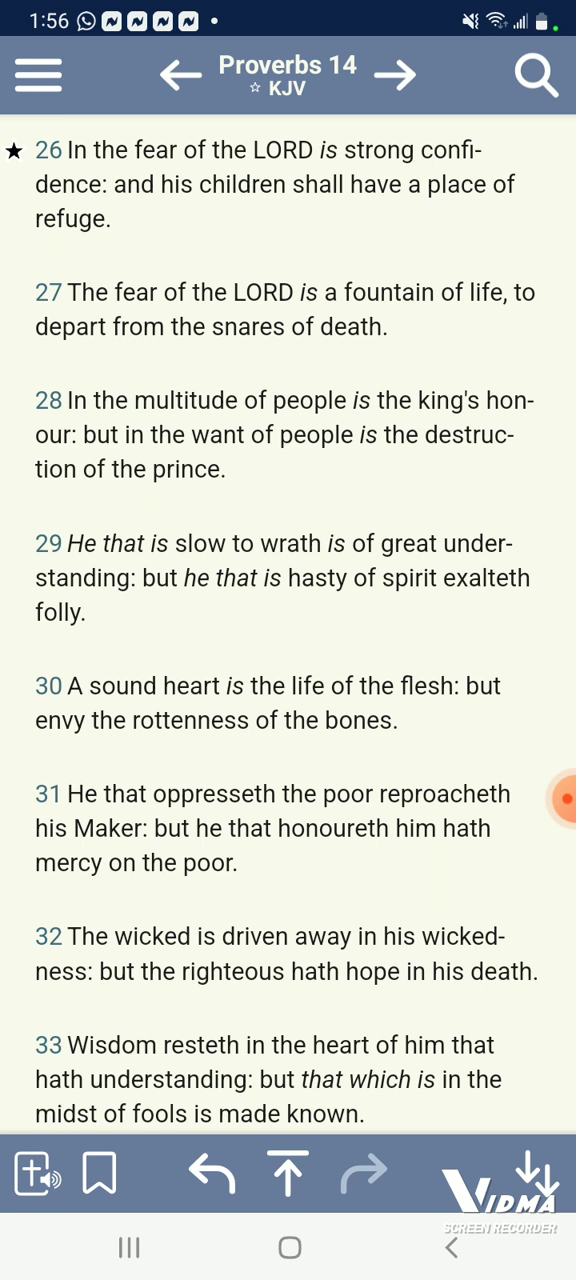 1:56
Proverbs 14
☆ KJV
★ 26 In the fear of the LORD is strong confi-
dence: and his children shall have a place of
refuge.
27 The fear of the LORD is a fountain of life, to
depart from the snares of death.
28 In the multitude of people is the king's hon-
our: but in the want of people is the destruc-
tion of the prince.
29 He that is slow to wrath is of great under-
standing: but he that is hasty of spirit exalteth
folly.
30 A sound heart is the life of the flesh: but
envy the rottenness of the bones.
31 He that oppresseth the poor reproacheth
his Maker: but he that honoureth him hath
mercy on the poor.
32 The wicked is driven away in his wicked-
ness: but the righteous hath hope in his death.
33 Wisdom resteth in the heart of him that
hath understanding: but that which is in the
midst of fools is made known.
VIDMA
SCREEN RECORDER